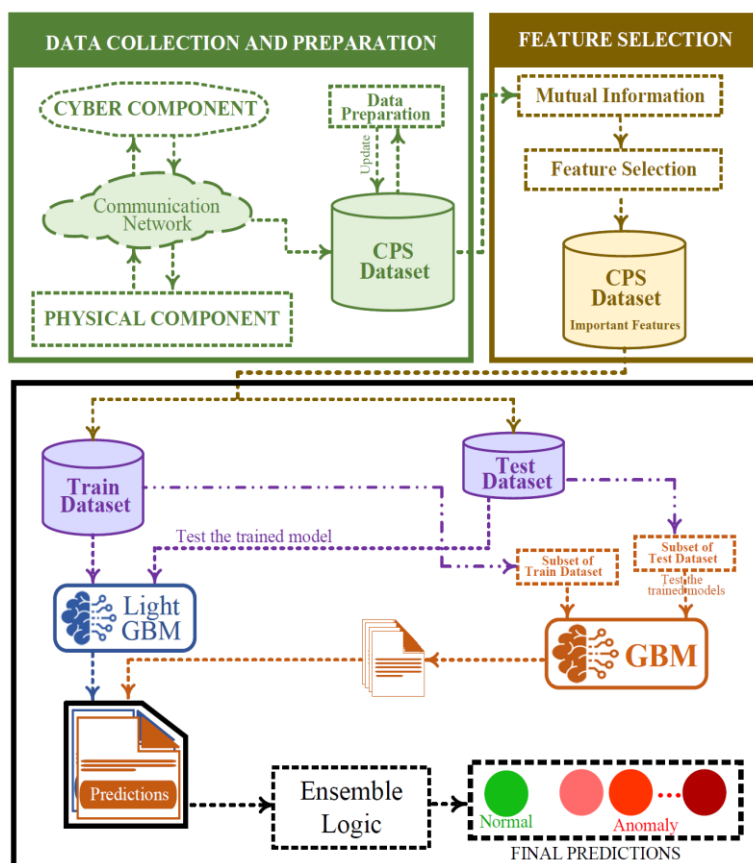 DATA COLLECTION AND PREPARATION
CYBER COMPONENT
Data
Preparation
Update
Communication
Network
CPS
Dataset
PHYSICAL COMPONENT
FEATURE SELECTION
Mutual Information
Feature Selection
CPS
Dataset
Important Features
Train
Dataset
Test
Dataset
Test the trained model
Subset of
Train Dataset
Subset of
Test Dataset
Test the
trained models
Light
GBM
GBM
Predictions
Ensemble
Logic
Normal
Anomaly
FINAL PREDICTIONS